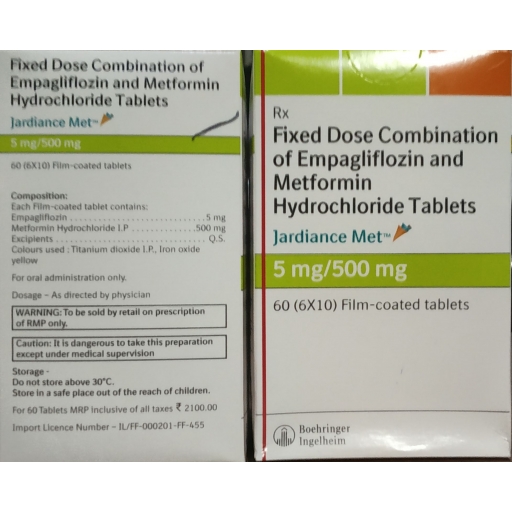 Fixed Dose Combination of
Empagliflozin and Metformin
Hydrochloride Tablets
Jardiance Met™
5 mg/500 mg
60 (6X10) Film-coated tablets
Composition:
Each Film-coated tablet contains:
Empagliflozin ............................5 mg
Metformin Hydrochloride I.P ..............500 mg
Excipients ............................... Q.S.
Colours used : Titanium dioxide I.P., Iron oxide
yellow
For oral administration only.
Dosage – As directed by physician
WARNING: To be sold by retail on prescription
of RMP only.
Caution: It is dangerous to take this preparation
except under medical supervision
Storage -
Do not store above 30°C.
Store in a safe place out of the reach of children.
For 60 Tablets MRP inclusive of all taxes ₹ 2100.00
Import Licence Number – IL/FF-000201-FF-455
Rx
Fixed Dose Combination
of Empagliflozin and
Metformin
Hydrochloride Tablets
Jardiance Met™
5 mg/500 mg
60 (6X10) Film-coated tablets
Boehringer
Ingelheim